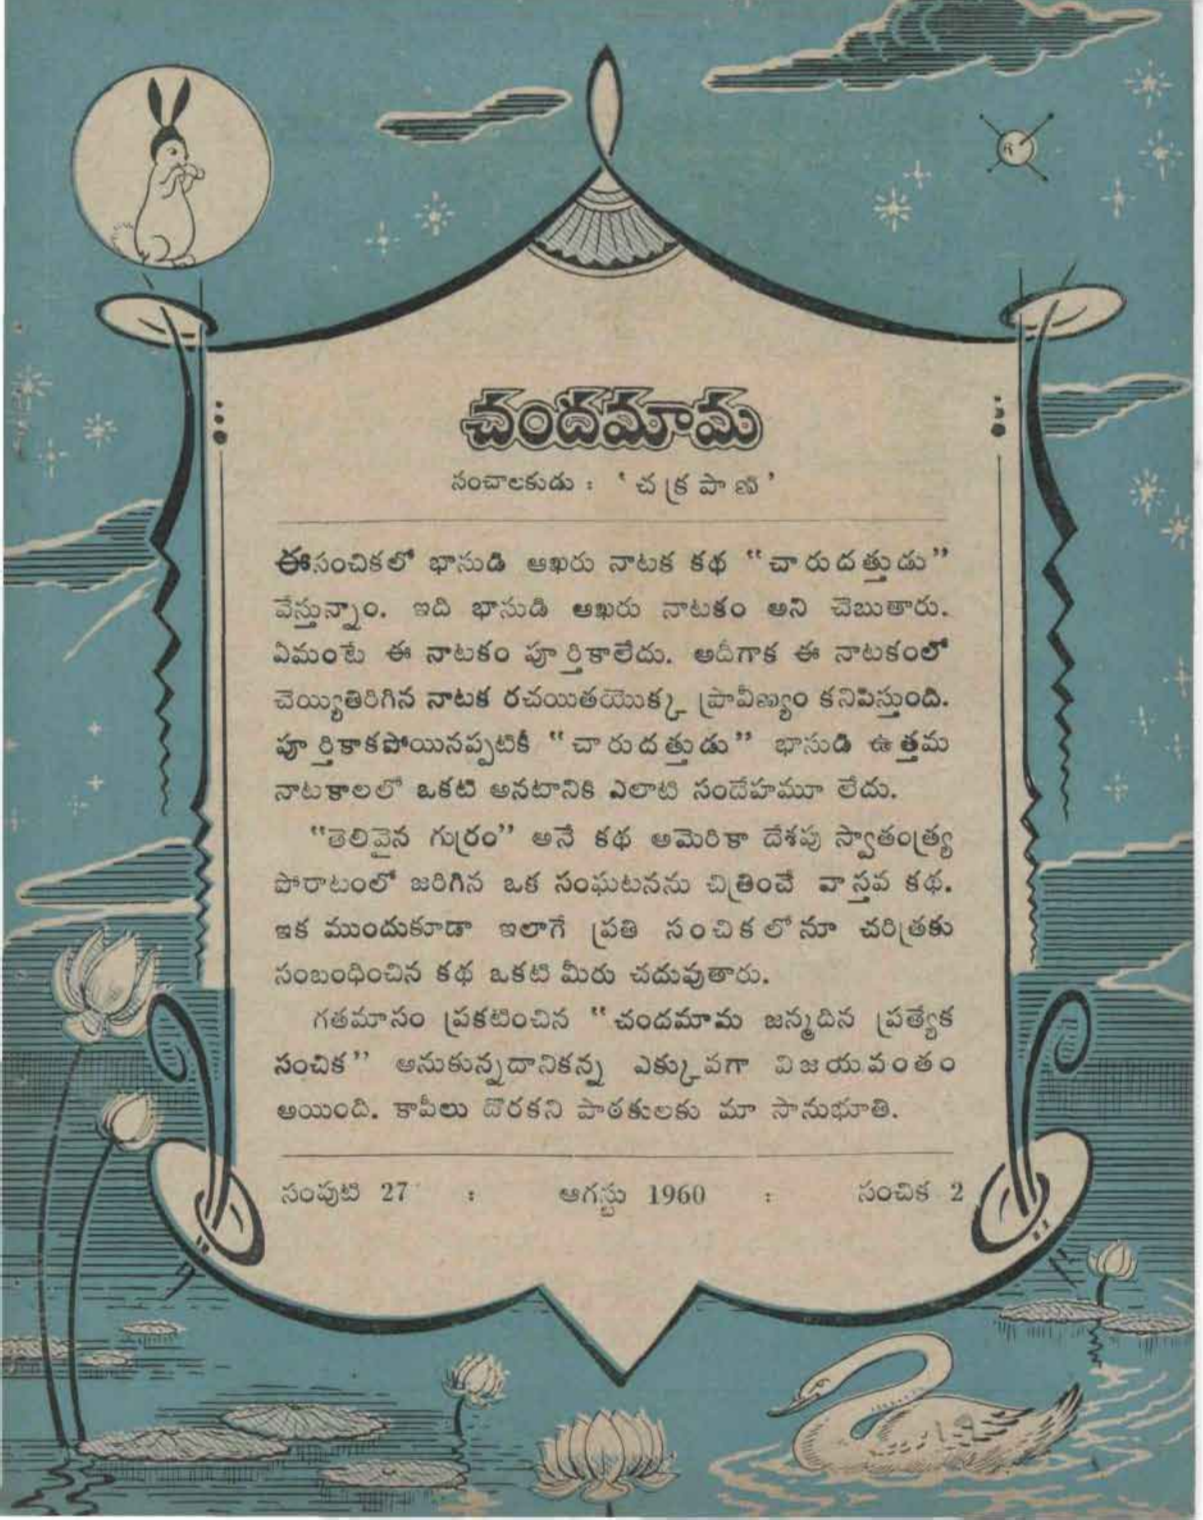 చందమామ
సంచాలకుడు : ‘చక్రపాణి’
ఈసంచికలో భాసుడి ఆఖరు నాటక కథ “చారుదత్తుడు”
వేస్తున్నాం. ఇది భాసుడి ఆఖరు నాటకం అని చెబుతారు.
ఏమంటే ఈ నాటకం పూర్తికాలేదు. అదీగాక ఈ నాటకంలో
చెయ్యితిరిగిన నాటక రచయితయొక్క ప్రావీణ్యం కనిపిస్తుంది.
పూర్తికాకపోయినప్పటికీ “చారుదత్తుడు” భాసుడి ఉత్తమ
నాటకాలలో ఒకటి అనటానికి ఎలాటి సందేహమూ లేదు.
“తెలివైన గుర్రం” అనే కథ అమెరికా దేశపు స్వాతంత్ర్య
పోరాటంలో జరిగిన ఒక సంఘటనను చిత్రించే వాస్తవ కథ.
ఇక ముందుకూడా ఇలాగే ప్రతి సంచికలోనూ చరిత్రకు
సంబంధించిన కథ ఒకటి మీరు చదువుతారు.
గతమాసం ప్రకటించిన “చందమామ జన్మదిన ప్రత్యేక
సంచిక” అనుకున్నదానికన్న ఎక్కువగా విజయవంతం
అయింది. కాపీలు దొరకని పాఠకులకు మా సానుభూతి.
సంపుటి 27 : ఆగస్టు 1960 : సంచిక 2